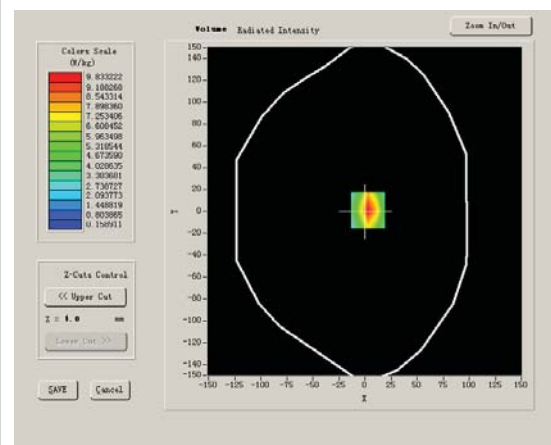 Volume Radiated Intensity
Zoom In/Out
Colors Scale
(W/kg)
9.833222
9.188268
8.543314
7.898360
7.253406
6.608452
5.963498
5.318544
4.673590
4.028635
3.383681
2.738727
2.093773
1.448819
0.803865
0.158911
Z-Cuts Control
<< Upper Cut
Z = 4.0 mm
Lower Cut >>
SAVE
Cancel
150
140
120
100
80
60
40
20
0
-20
-40
-60
-80
-100
-120
-140
-150
Y
-150 -125 -100 -75 -50 -25 0 25 50 75 100 125 150
X